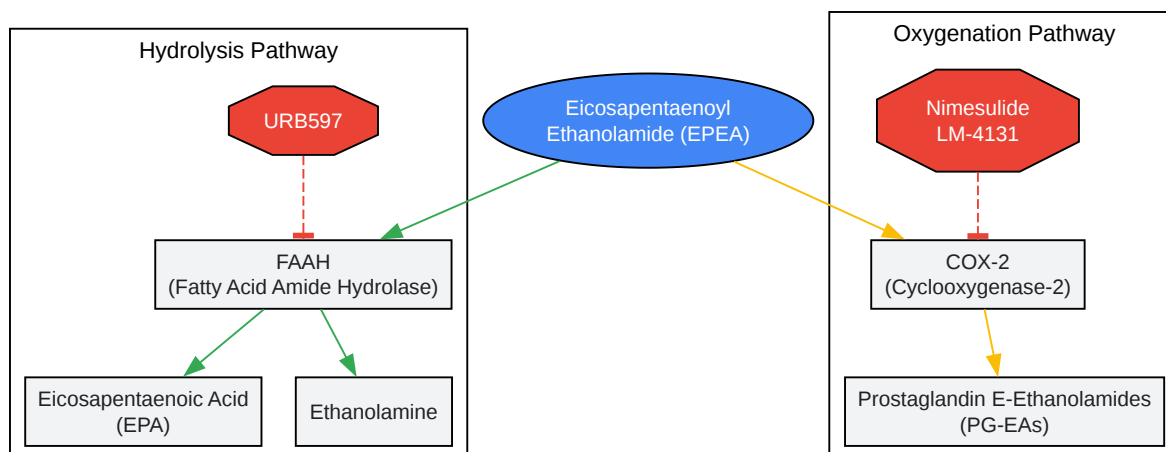 Hydrolysis Pathway
URB597
FAAH
(Fatty Acid Amide Hydrolase)
Eicosapentaenoic Acid
(EPA)
Ethanolamine
Eicosapentaenoyl
Ethanolamide (EPEA)
Oxygenation Pathway
Nimesulide
LM-4131
COX-2
(Cyclooxygenase-2)
Prostaglandin E-Ethanolamides
(PG-EAs)